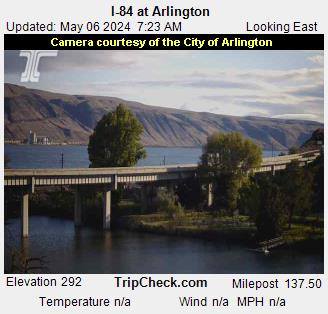 I-84 at Arlington
Updated: May 06 2024 7:23 AM Looking East
Camera courtesy of the City of Arlington
Elevation 292 TripCheck.com Milepost 137.50
Temperature n/a Wind n/a MPH n/a